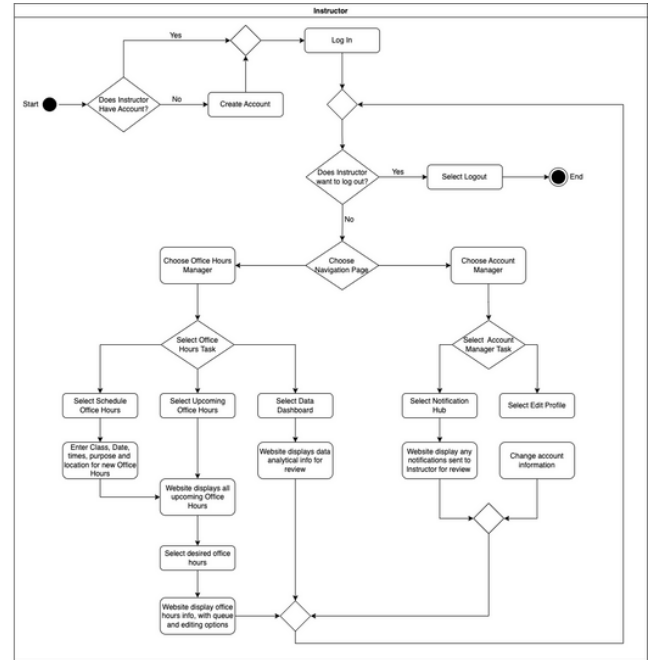 Instructor
Yes
Log In
Start
Does Instructor
Have Account?
No
Create Account
Does Instructor
want to log out?
Yes
Select Logout
End
No
Choose Office Hours
Manager
Choose
Navigation Page
Choose Account
Manager
Select Office
Hours Task
Select Account
Manager Task
Select Schedule
Office Hours
Select Upcoming
Office Hours
Select Data
Dashboard
Select Notification
Hub
Select Edit Profile
Enter Class, Date,
times, purpose and
location for new Office
Hours
Website displays data
analytical info for
review
Website display any
notifications sent to
Instructor for review
Change account
information
Website displays all
upcoming Office
Hours
Select desired office
hours
Website display office
hours info, with queue
and editing options